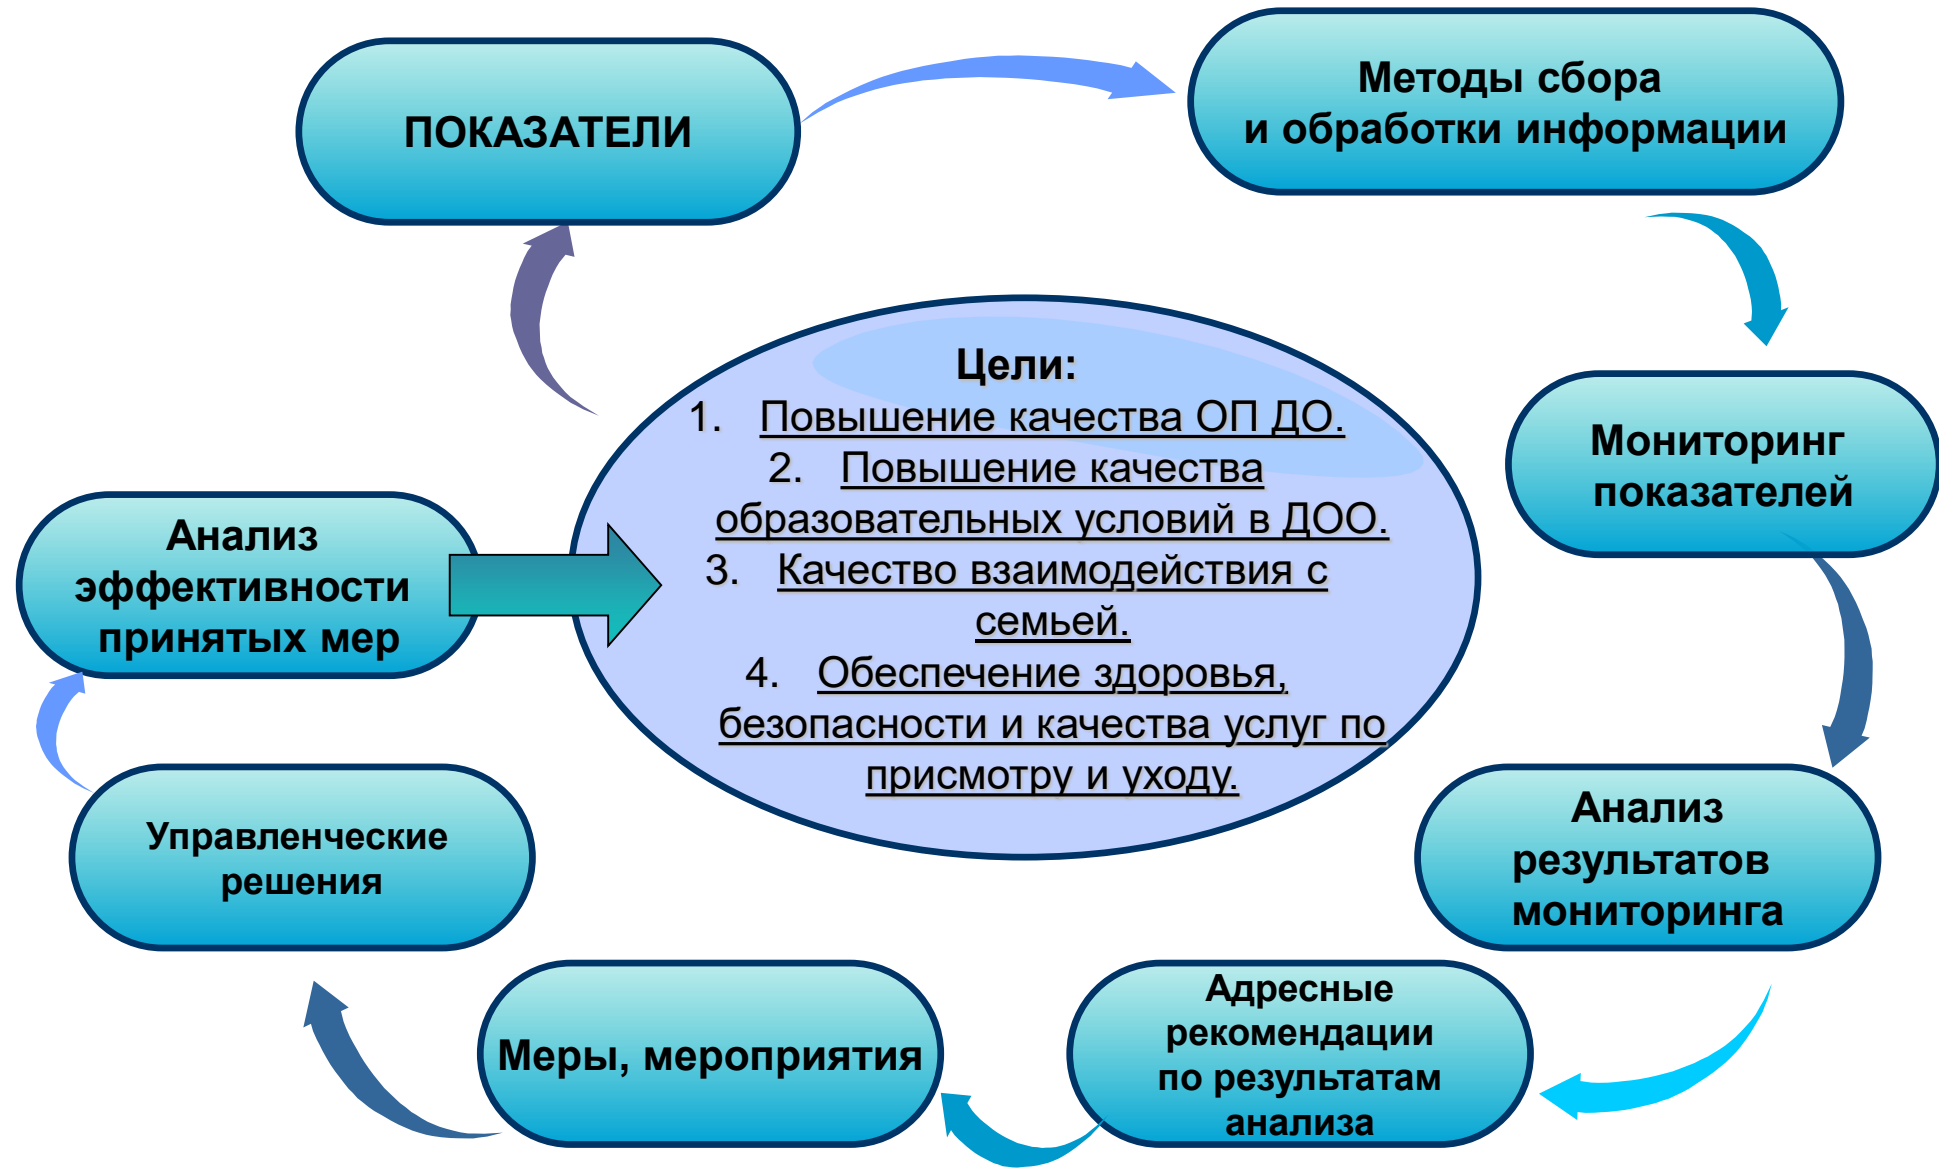 ПОКАЗАТЕЛИ
Методы сбора
и обработки информации
Мониторинг
показателей
Анализ
результатов
мониторинга
Адресные
рекомендации
по результатам
анализа
Меры, мероприятия
Управленческие
решения
Анализ
эффективности
принятых мер
Цели:
1. Повышение качества ОП ДО.
2. Повышение качества
образовательных условий в ДОО.
3. Качество взаимодействия с
семьей.
4. Обеспечение здоровья,
безопасности и качества услуг по
присмотру и уходу.